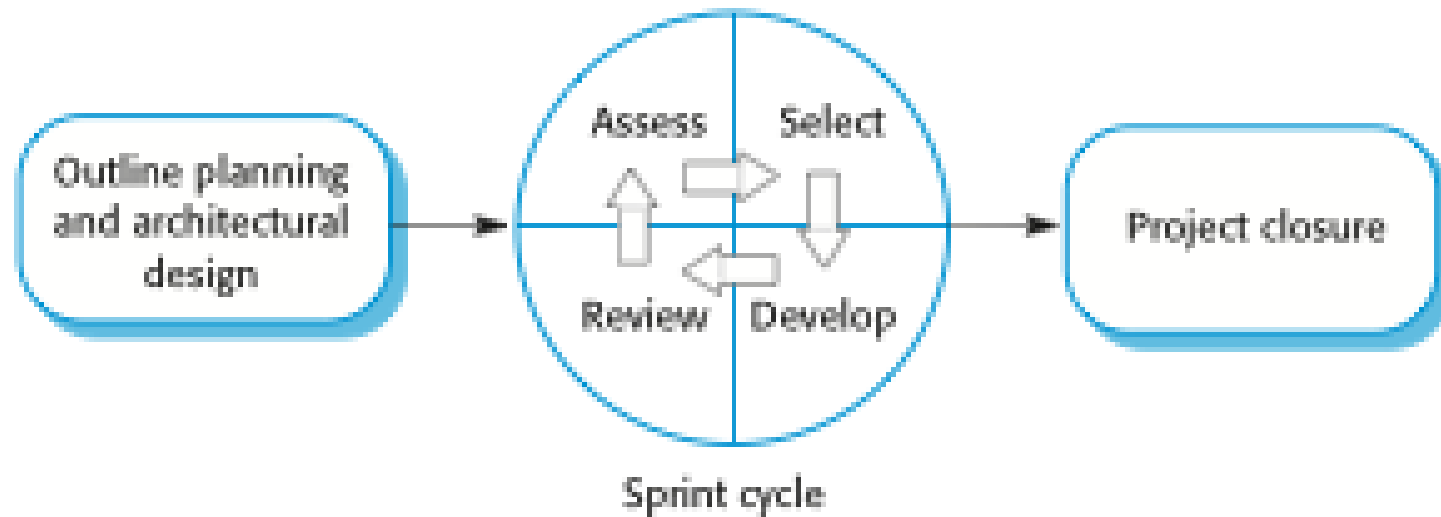 Outline planning
and architectural
design
Assess
Select
Review
Develop
Sprint cycle
Project closure